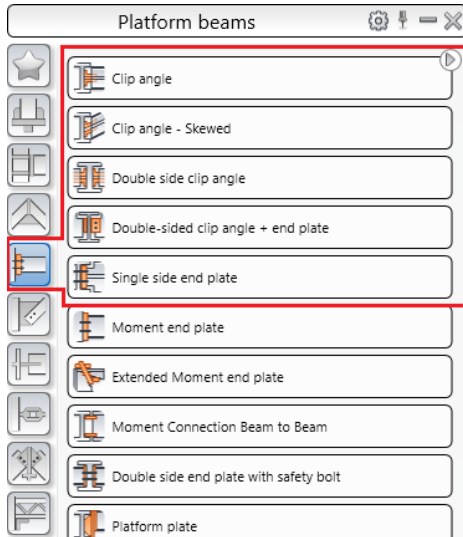 Platform beams
Clip angle
Clip angle - Skewed
Double side clip angle
Double-sided clip angle + end plate
Single side end plate
Moment end plate
Extended Moment end plate
Moment Connection Beam to Beam
Double side end plate with safety bolt
Platform plate